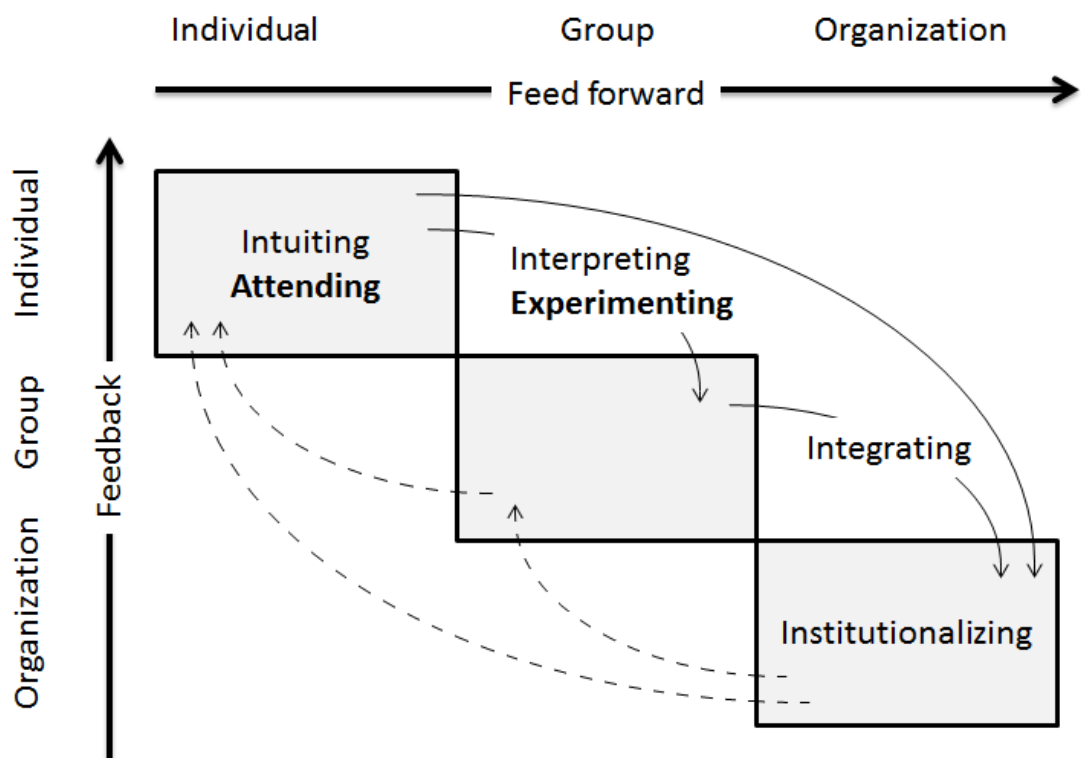 Individual
Group
Organization
Feed forward
Individual
Group
Organization
Feedback
Intuiting
Attending
Interpreting
Experimenting
Integrating
Institutionalizing